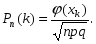 Pₙ(k) = φ(xₖ)/√npq.